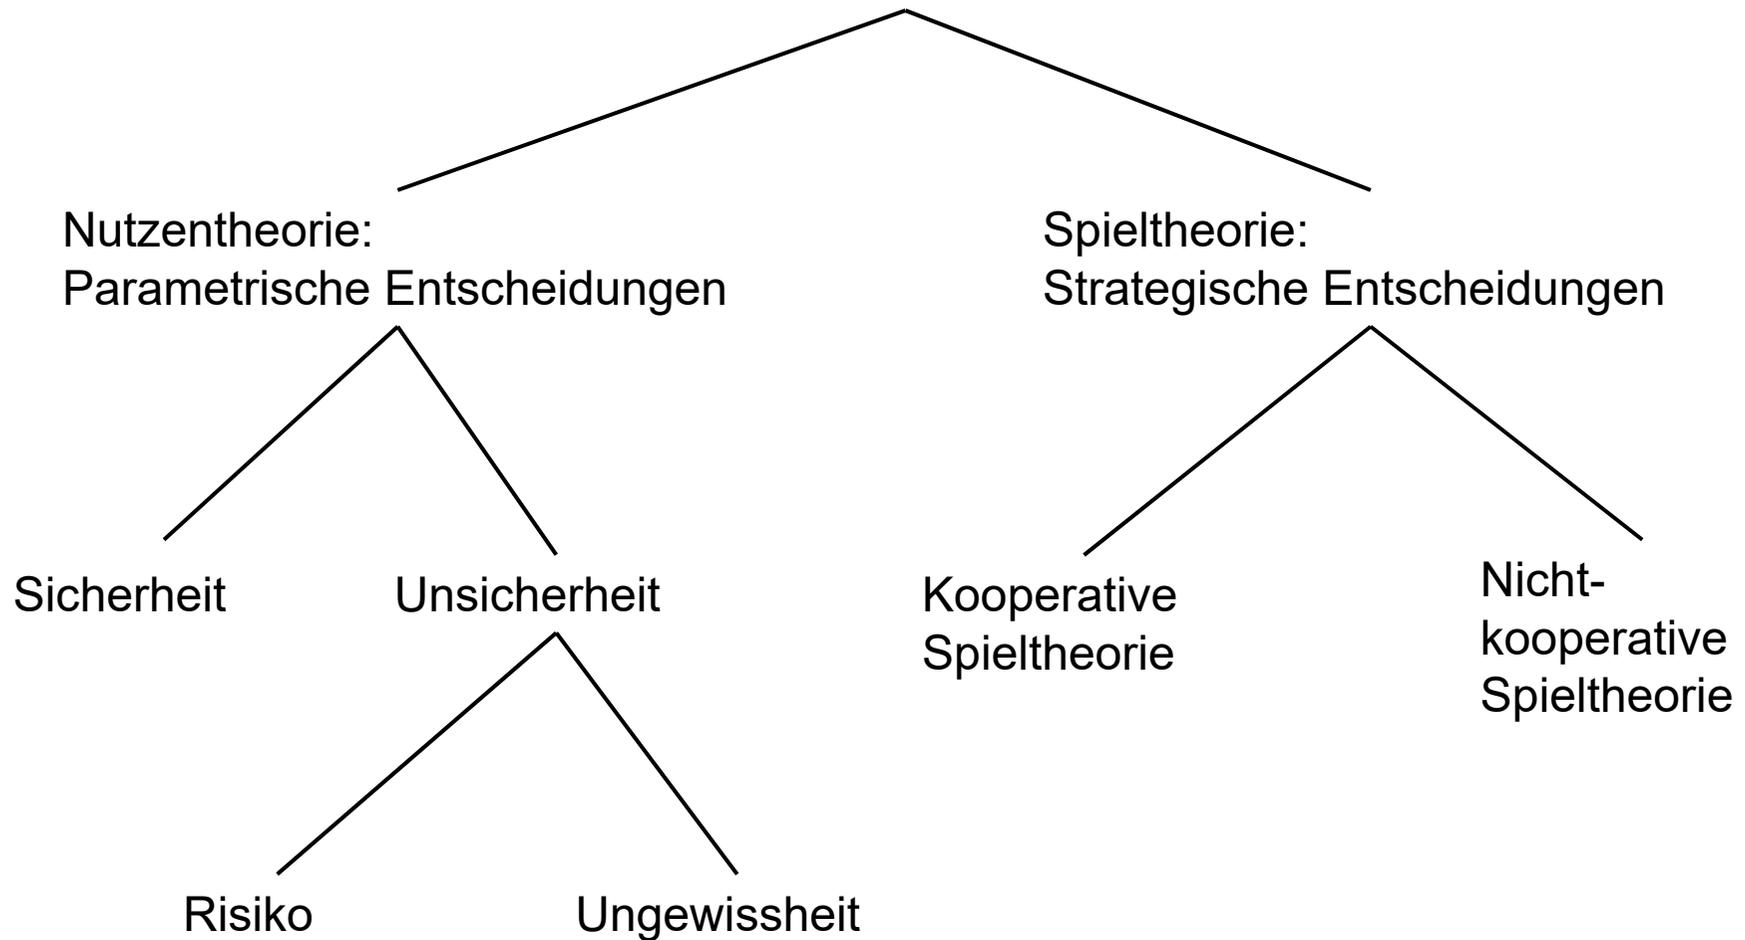 Nutzentheorie:
Parametrische Entscheidungen
Spieltheorie:
Strategische Entscheidungen
Sicherheit
Unsicherheit
Kooperative
Spieltheorie
Nicht-
kooperative
Spieltheorie
Risiko
Ungewissheit